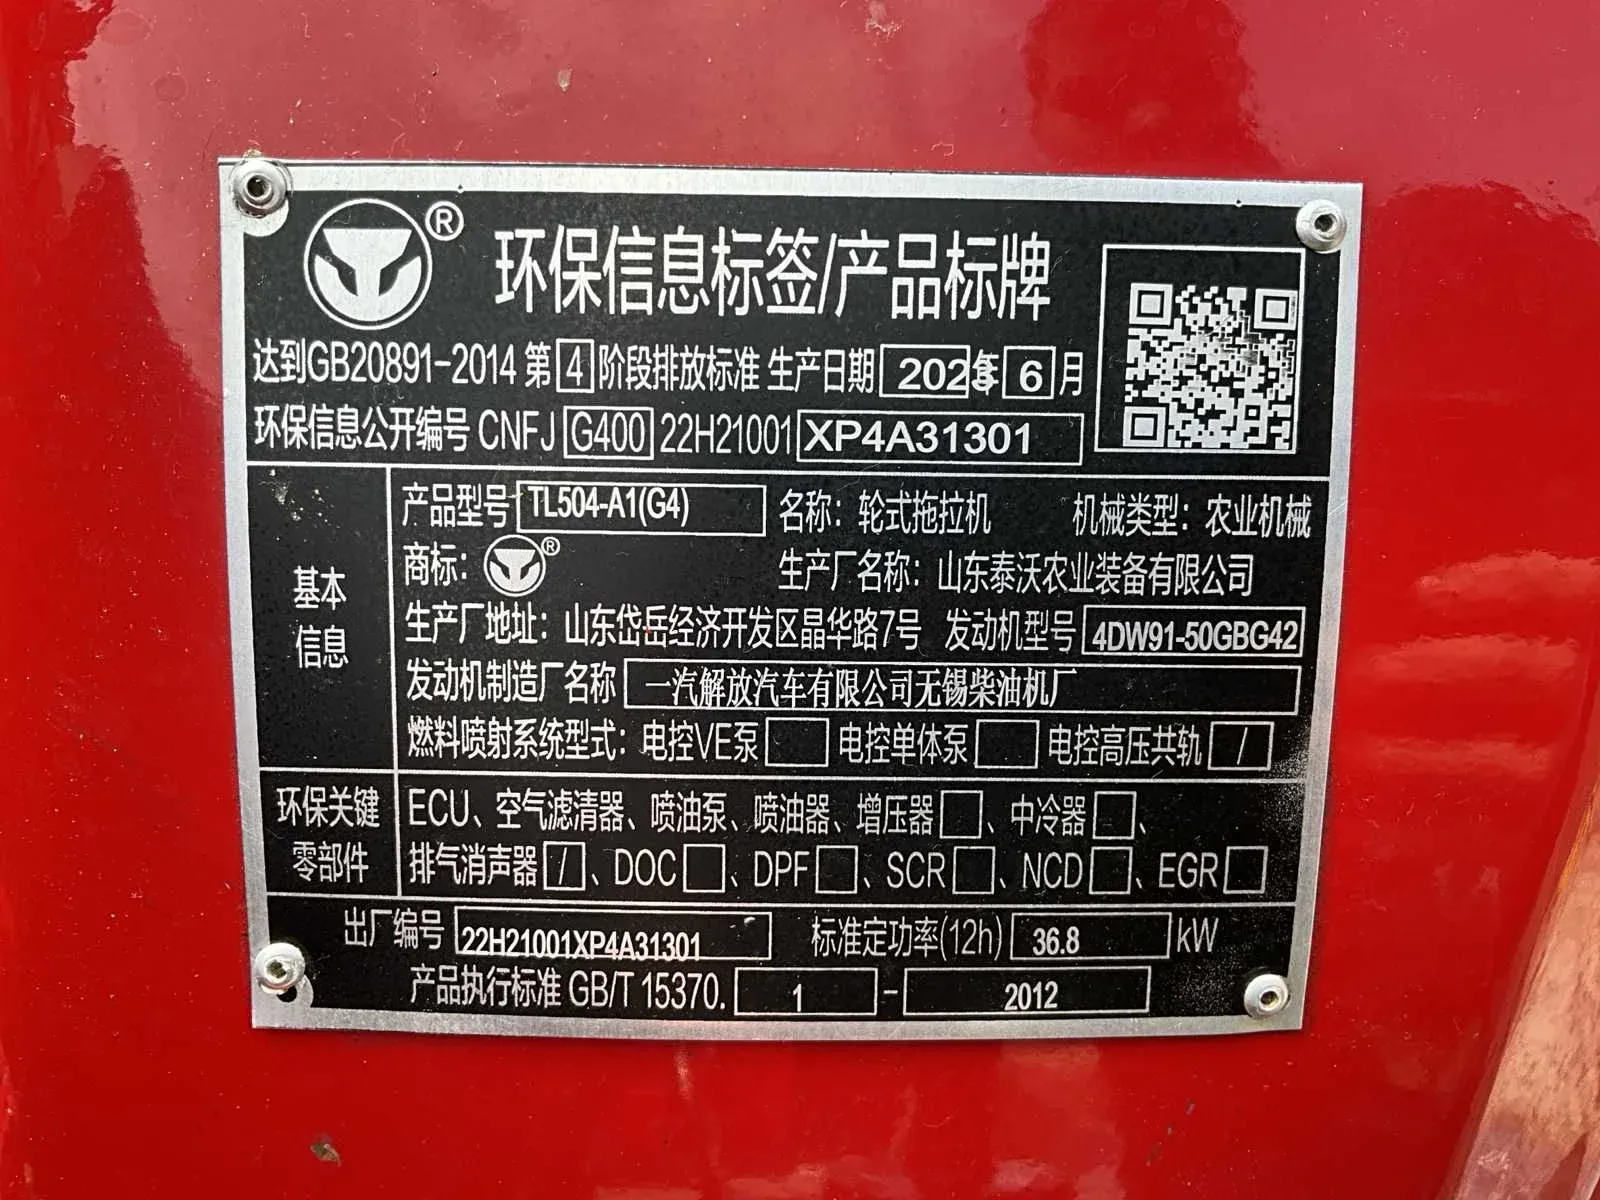 ®
环保信息标签/产品标牌
达到GB20891-2014 第 4 阶段排放标准 生产日期 202 年 6 月
环保信息公开编号 CNFJ G400 22H21001 XP4A31301
基本信息
产品型号 TL504-A1(G4) 名称：轮式拖拉机 机械类型：农业机械
商标： ® 生产厂名称：山东泰沃农业装备有限公司
生产厂地址：山东岱岳经济开发区晶华路7号 发动机型号 4DW91-50GBG42
发动机制造厂名称 一汽解放汽车有限公司无锡柴油机厂
燃料喷射系统型式：电控VE泵 电控单体泵 电控高压共轨 /
环保关键零部件
ECU、空气滤清器、喷油泵、喷油器、增压器 、中冷器 、
排气消声器 / 、DOC 、DPF 、SCR 、NCD 、EGR
出厂编号 22H21001XP4A31301 标准定功率(12h) 36.8 kW
产品执行标准 GB/T 15370. 1 - 2012